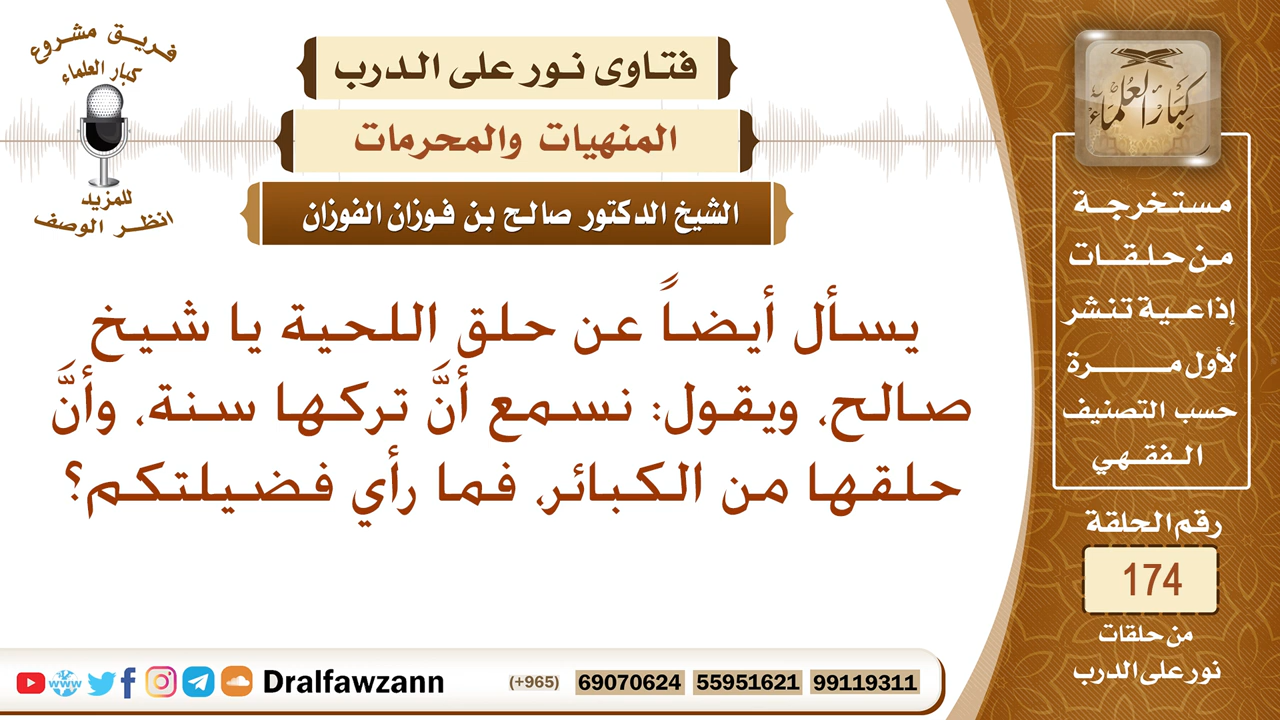 فريق مشروع
كبار العلماء
للمزيد
انظر الوصف
فتاوى نور على الدرب
المنهيات والمحرمات
الشيخ الدكتور صالح بن فوزان الفوزان
يسأل أيضاً عن حلق اللحية يا شيخ
صالح، ويقول: نسمع أنَّ تركها سنة، وأنَّ
حلقها من الكبائر، فما رأي فضيلتكم؟
كبار العلماء
مستخرجة
من حلقات
إذاعية تنشر
لأول مرة
حسب التصنيف
الفقهي
رقم الحلقة
174
من حلقات
نور على الدرب
www Dralfawzann (+965) 69070624 55951621 99119311